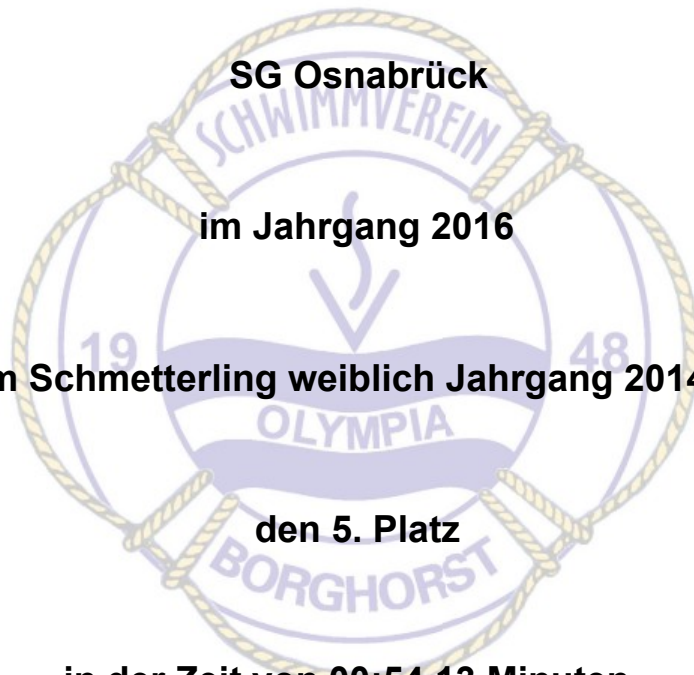 SG Osnabrück
SCHWIMMVEREIN
im Jahrgang 2016
19 48
Schmetterling weiblich Jahrgang 2014
OLYMPIA
den 5. Platz
BORGHORST
in der Zeit von 00:54,13 Minuten